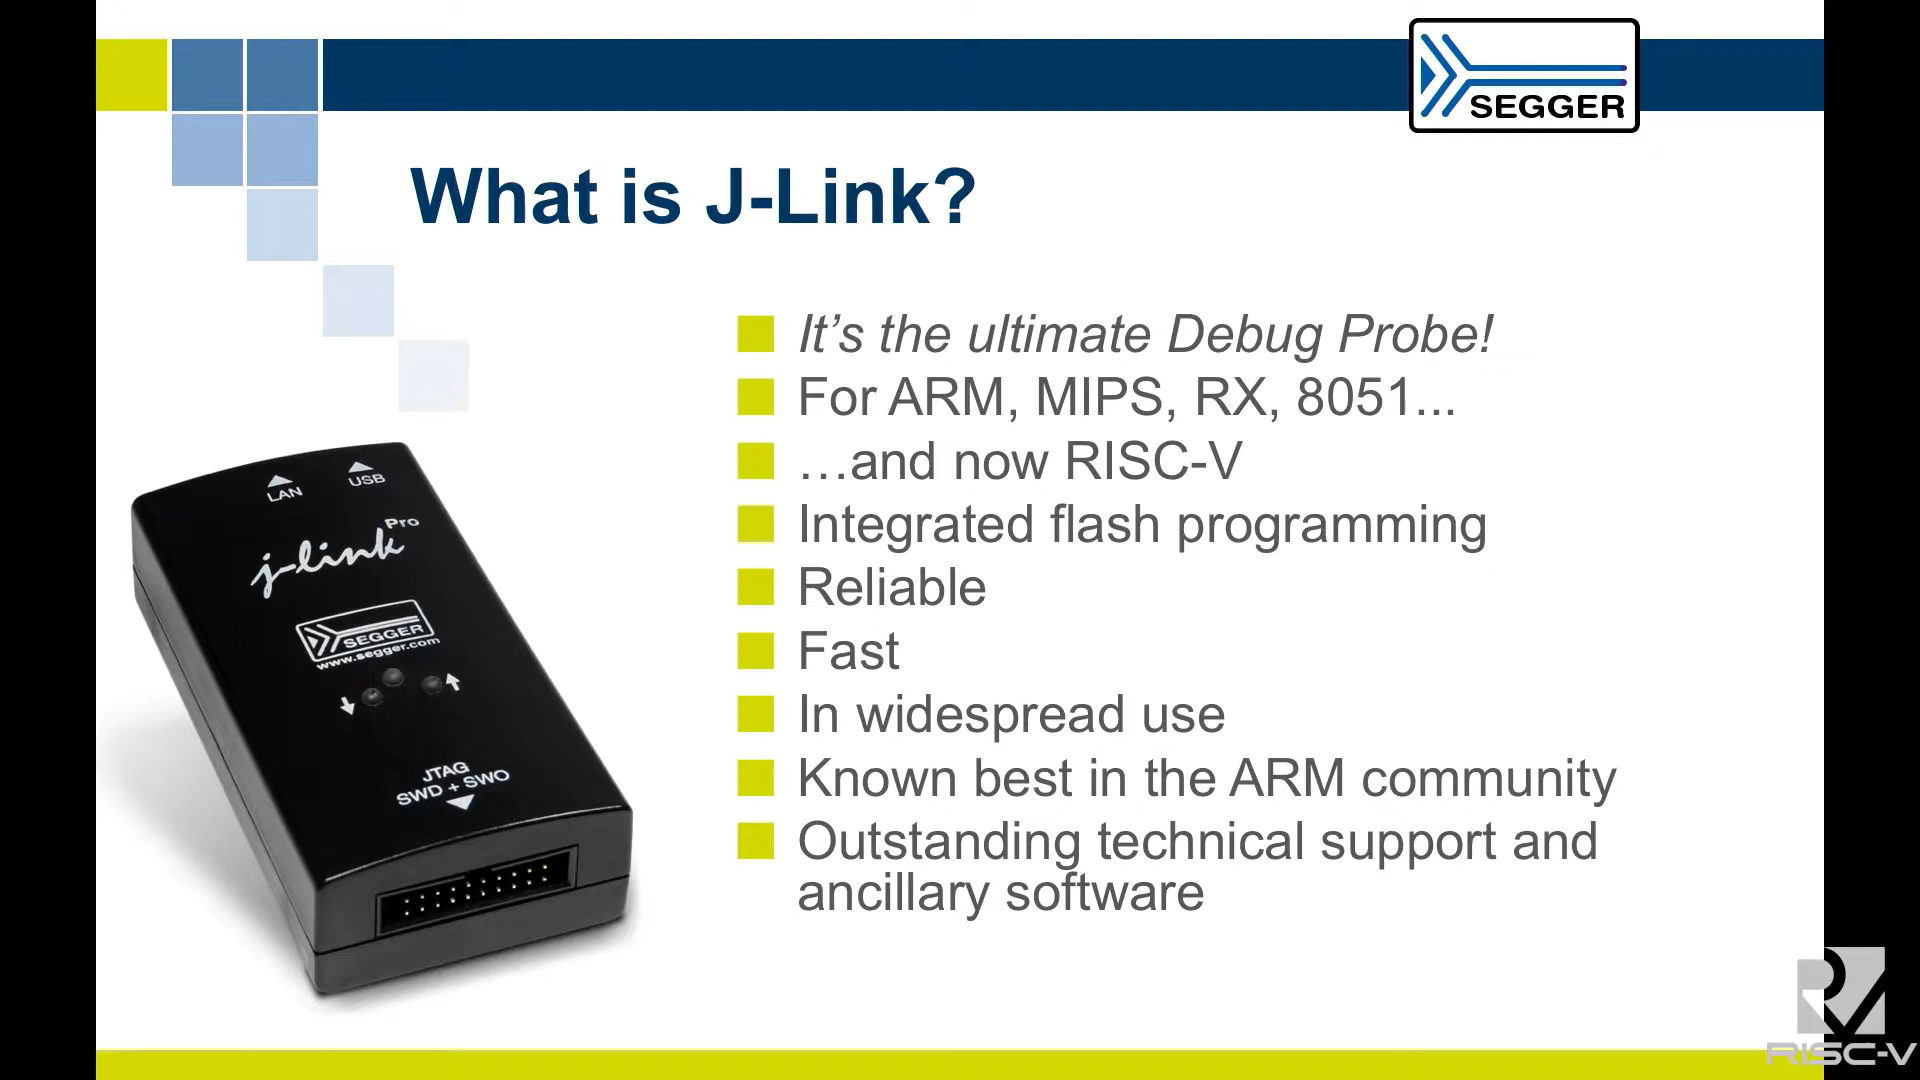 SEGGER
What is J-Link?
It’s the ultimate Debug Probe!
For ARM, MIPS, RX, 8051...
…and now RISC-V
Integrated flash programming
Reliable
Fast
In widespread use
Known best in the ARM community
Outstanding technical support and
ancillary software
LAN
USB
j-link Pro
SEGGER
www.segger.com
JTAG
SWD + SWO
RISC-V